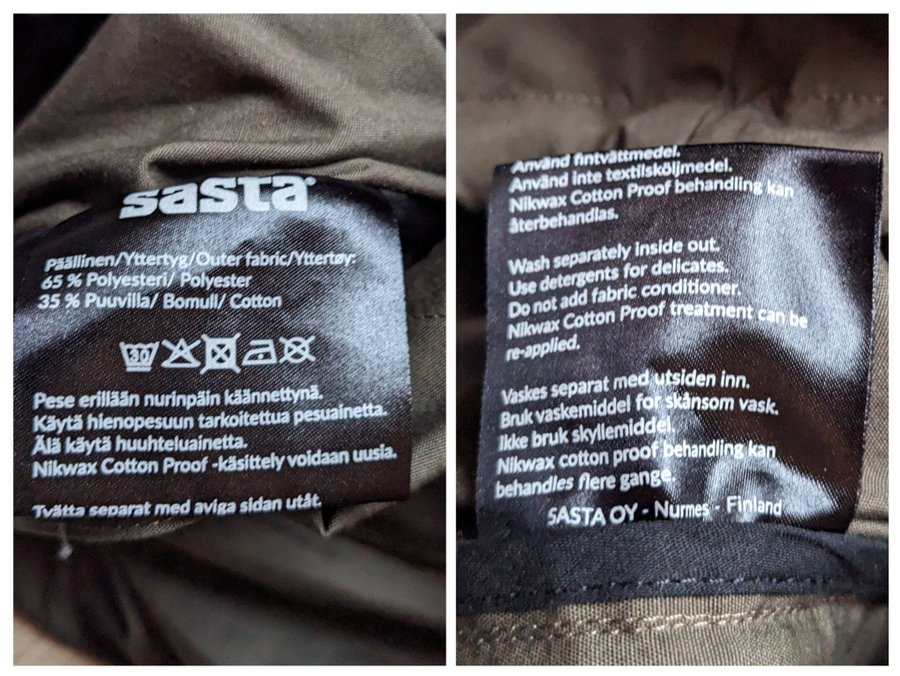 sasta
Päällinen/Yttertyg/Outer fabric/Yttertøy:
65 % Polyesteri/ Polyester
35 % Puuvilla/ Bomull/ Cotton
30
Pese erillään nurinpäin käännettynä.
Käytä hienopesuun tarkoitettua pesuainetta.
Älä käytä huuhteluainetta.
Nikwax Cotton Proof -käsittely voidaan uusia.
Tvätta separat med aviga sidan utåt.
Använd fintvättmedel.
Använd inte textilsköljmedel.
Nikwax Cotton Proof behandling kan
återbehandlas.
Wash separately inside out.
Use detergents for delicates.
Do not add fabric conditioner.
Nikwax Cotton Proof treatment can be
re-applied.
Vaskes separat med utsiden inn.
Bruk vaskemiddel for skånsom vask.
Ikke bruk skyllemiddel.
Nikwax cotton proof behandling kan
behandles flere gange.
SASTA OY - Nurmes - Finland